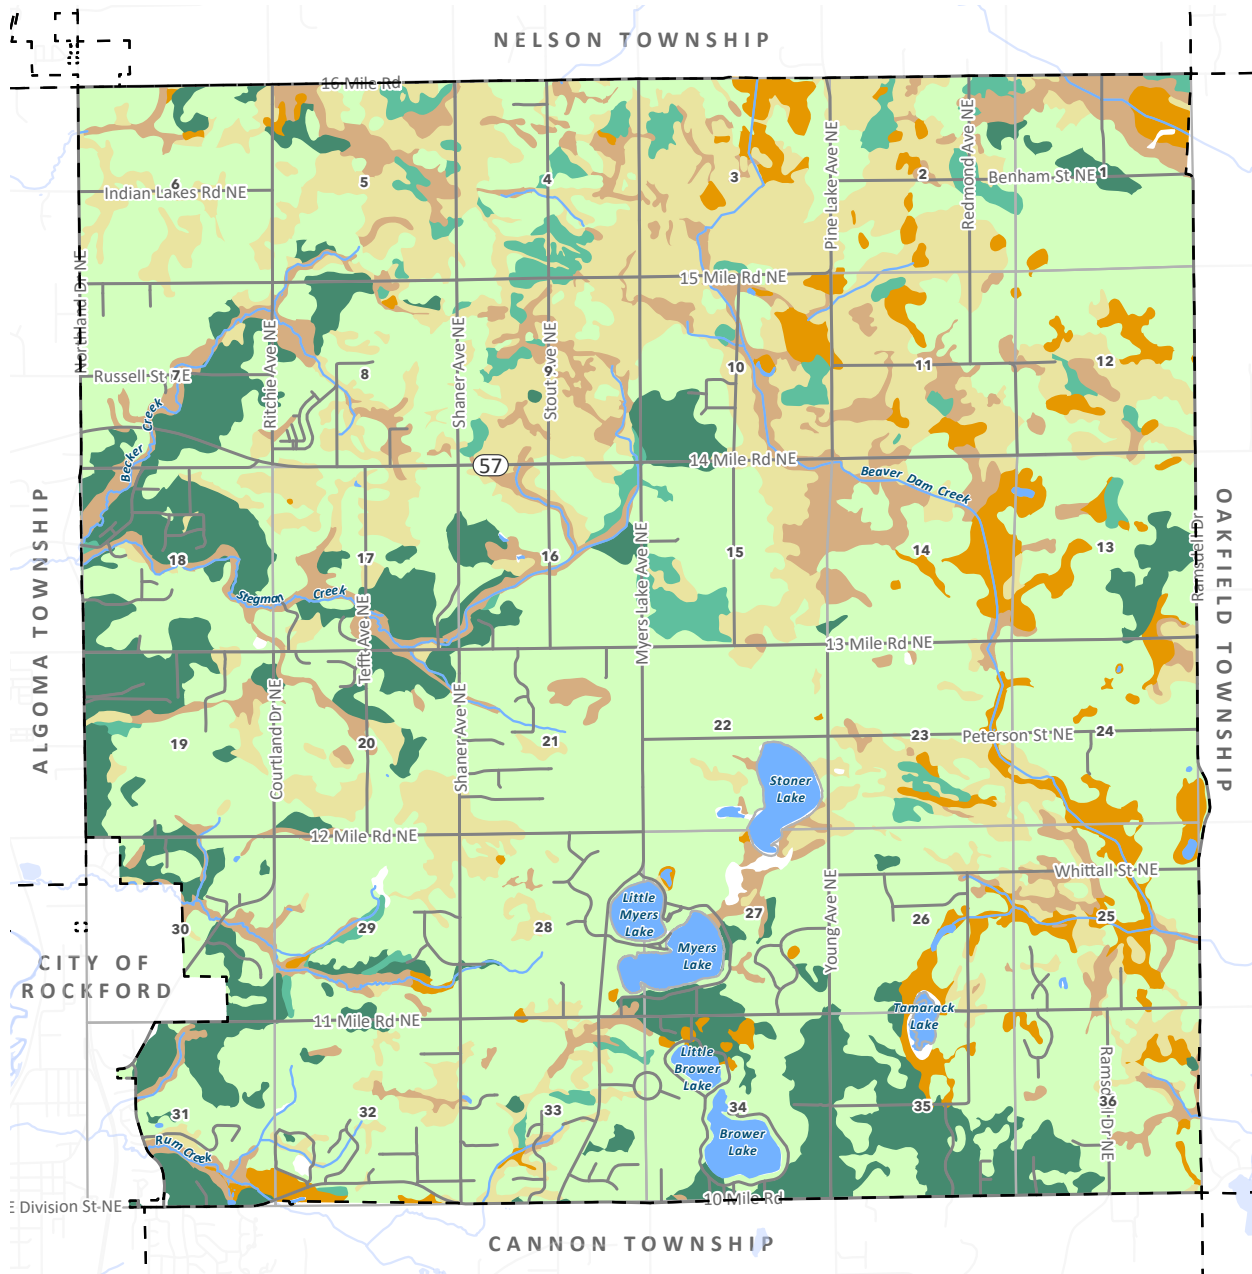 NELSON TOWNSHIP
16 Mile Rd
6
5
4
3
2
1
Indian Lakes Rd NE
Benham St NE
Pine Lake Ave NE
Redmond Ave NE
Northland Dr NE
15 Mile Rd NE
Ritchie Ave NE
Shaner Ave NE
Stout Ave NE
Russell St NE
7
8
9
10
11
12
Becker Creek
57
14 Mile Rd NE
Beaver Dam Creek
ALGOMA TOWNSHIP
OAKFIELD TOWNSHIP
Ramsdell Dr
18
17
16
15
14
13
Stegman Creek
Tefft Ave NE
Myers Lake Ave NE
13 Mile Rd NE
Courtland Dr NE
Shaner Ave NE
19
20
21
22
23
24
Peterson St NE
Stoner
Lake
12 Mile Rd NE
Whittall St NE
Young Ave NE
Little
Myers
Lake
Myers
Lake
30
29
28
27
26
25
CITY OF
ROCKFORD
Tamarack
Lake
11 Mile Rd NE
Little
Brower
Lake
Ramsdell Dr NE
31
32
33
34
35
36
Rum Creek
Brower
Lake
E Division St NE
10 Mile Rd
CANNON TOWNSHIP